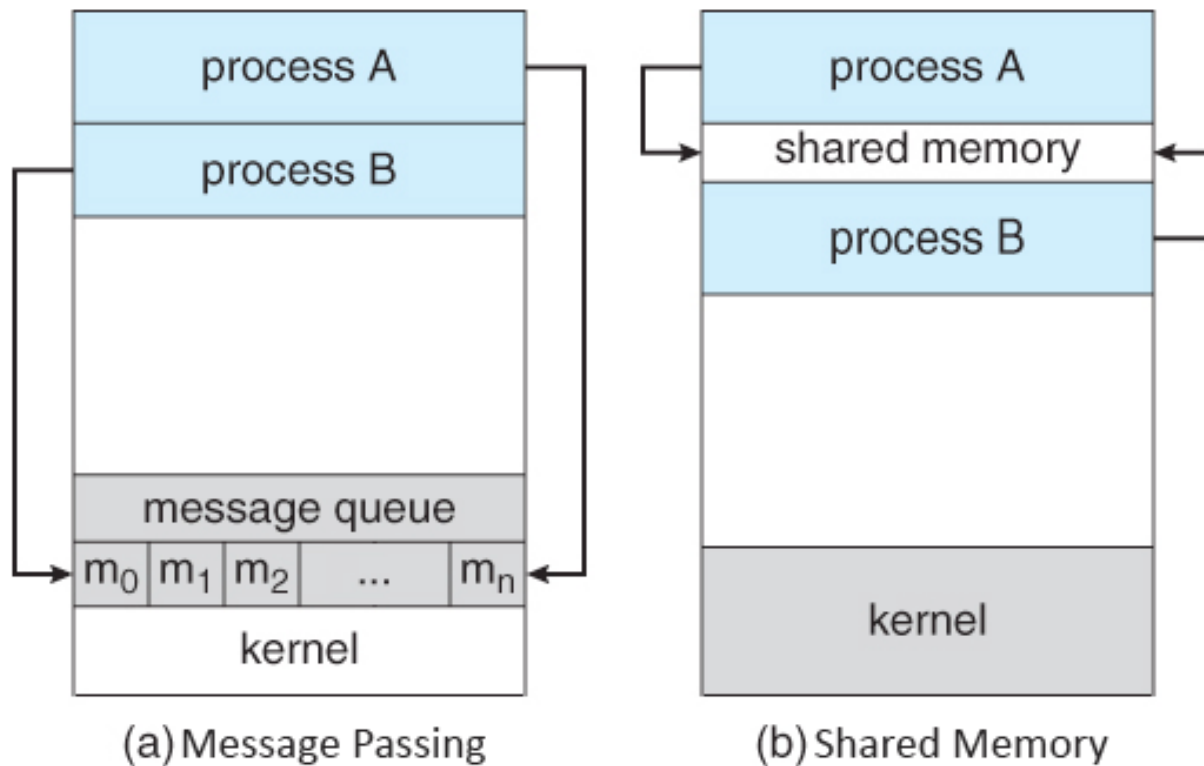 process A
process B
message queue
m₀ m₁ m₂ ... mₙ
kernel
(a) Message Passing
process A
shared memory
process B
kernel
(b) Shared Memory